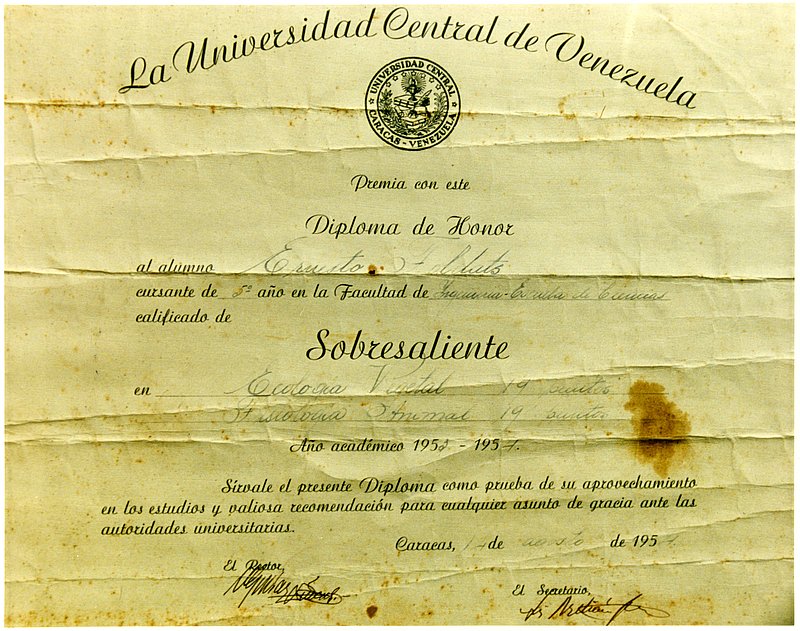 La Universidad Central de Venezuela
UNIVERSIDAD CENTRAL
CARACAS - VENEZUELA
Premia con este
Diploma de Honor
al alumno Ernesto
cursante de 5º año en la Facultad de Ingeniería - Escuela de Ciencias
calificado de
Sobresaliente
en Ecología Vegetal 19 puntos
Fisiología Animal 19 puntos
Año académico 195 - 195
Sírvale el presente Diploma como prueba de su aprovechamiento
en los estudios y valiosa recomendación para cualquier asunto de gracia ante las
autoridades universitarias.
Caracas, de agosto de 195
El Rector,
El Secretario,